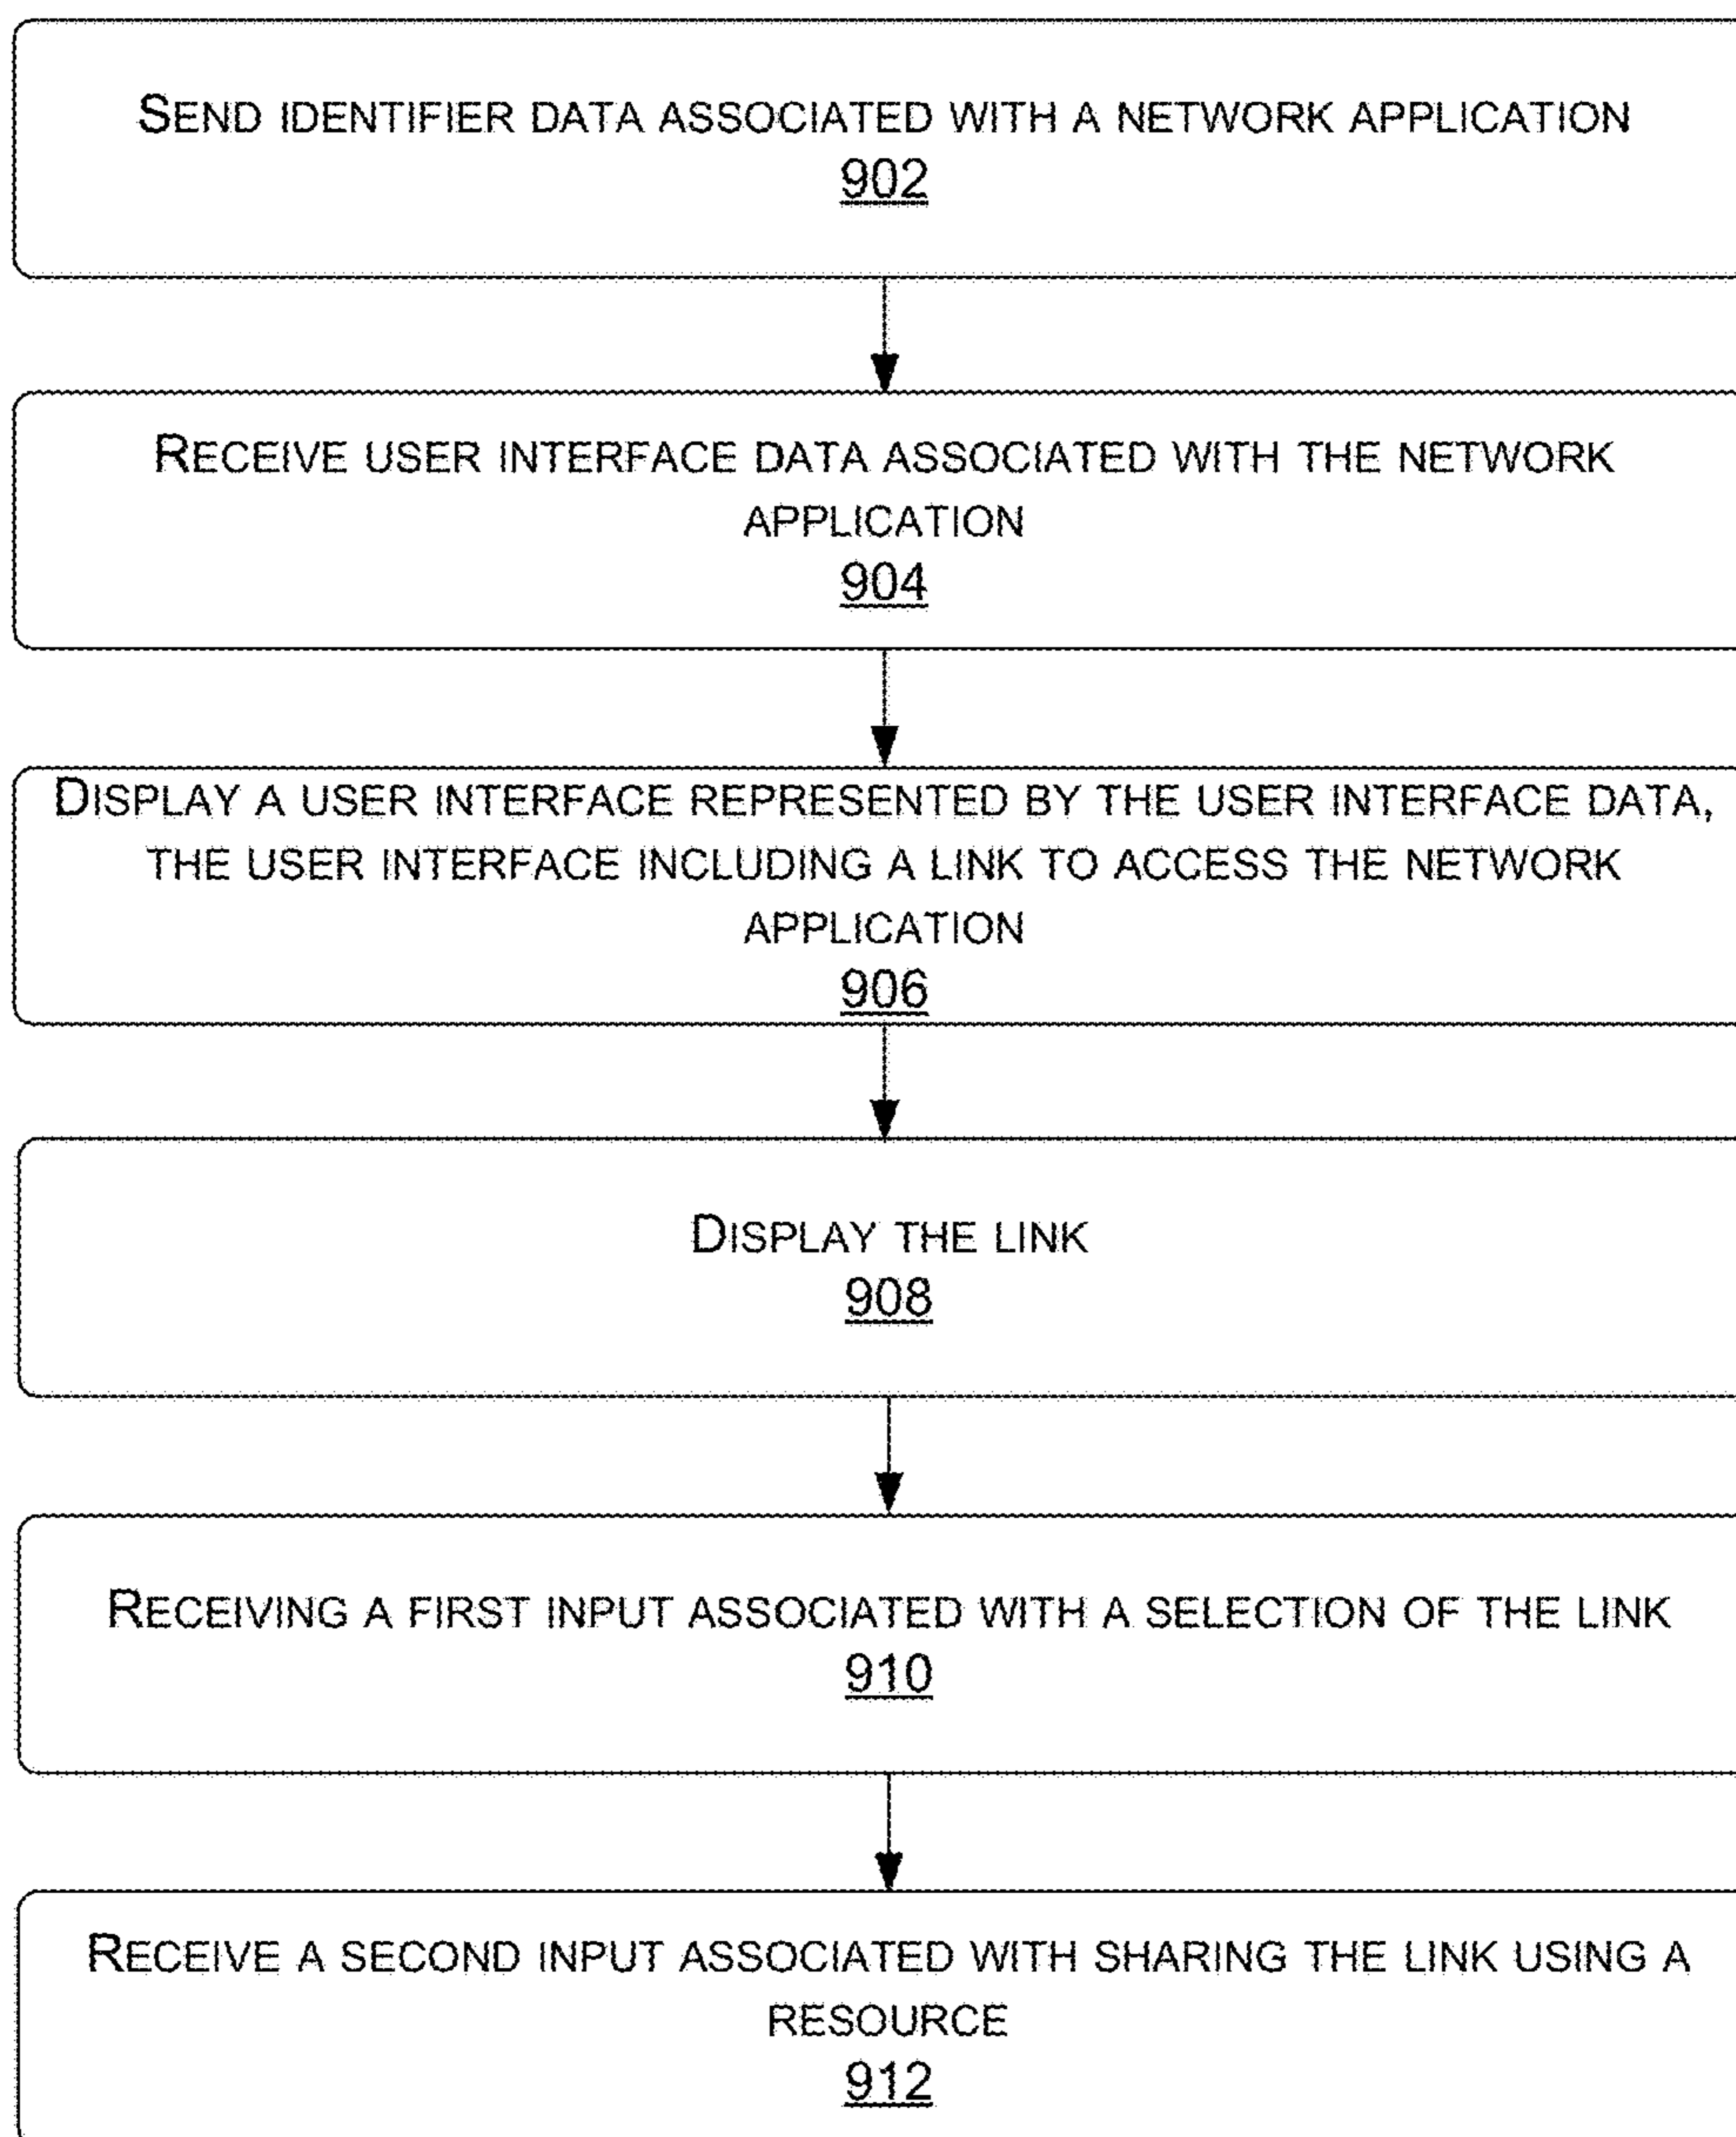 SEND IDENTIFIER DATA ASSOCIATED WITH A NETWORK APPLICATION
902
RECEIVE USER INTERFACE DATA ASSOCIATED WITH THE NETWORK
APPLICATION
904
DISPLAY A USER INTERFACE REPRESENTED BY THE USER INTERFACE DATA,
THE USER INTERFACE INCLUDING A LINK TO ACCESS THE NETWORK
APPLICATION
906
DISPLAY THE LINK
908
RECEIVING A FIRST INPUT ASSOCIATED WITH A SELECTION OF THE LINK
910
RECEIVE A SECOND INPUT ASSOCIATED WITH SHARING THE LINK USING A
RESOURCE
912